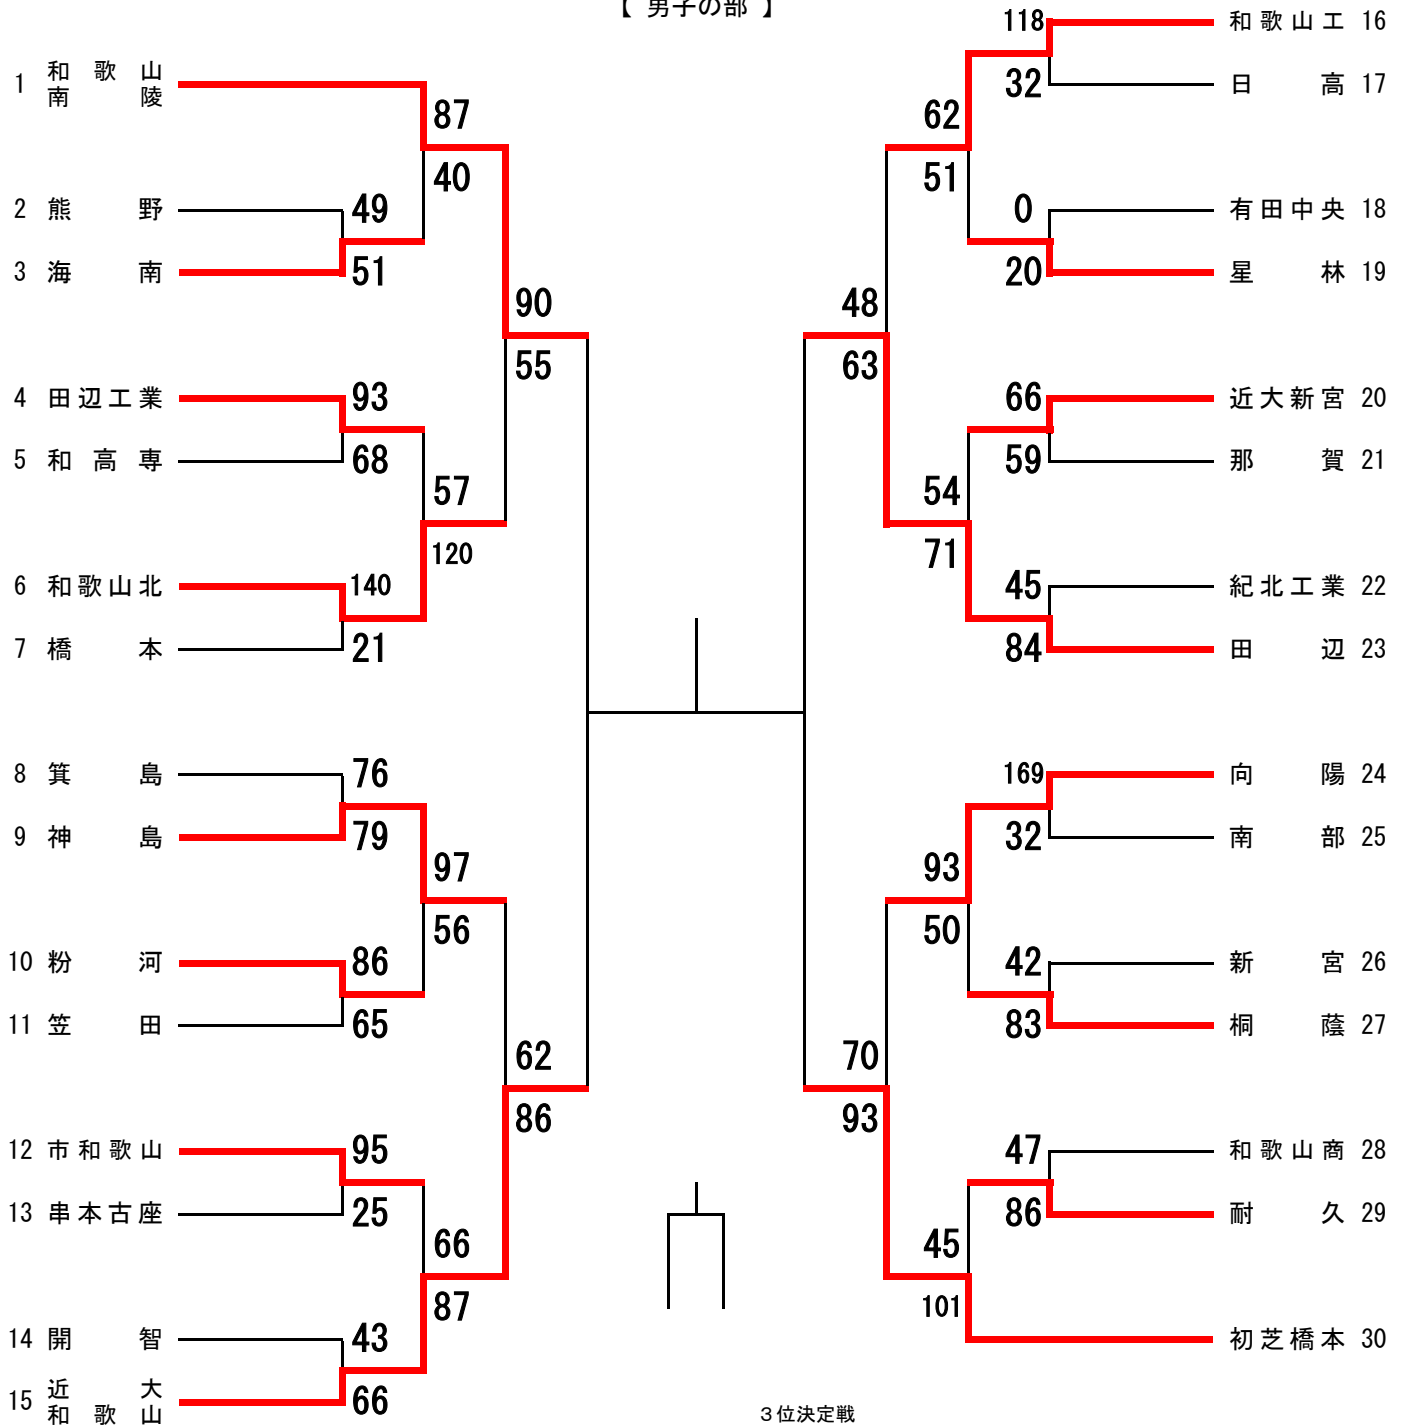 【 男子の部 】
1 和歌山南陵
87
40
2 熊野 49
3 海南 51
90
55
4 田辺工業 93
5 和高専 68
57
120
6 和歌山北 140
7 橋本 21
8 箕島 76
9 神島 79
97
56
10 粉河 86
11 笠田 65
62
86
12 市和歌山 95
13 串本古座 25
66
87
14 開智 43
15 近大和歌山 66
118 和歌山工 16
32 日高 17
62
51
0 有田中央 18
20 星林 19
48
63
66 近大新宮 20
59 那賀 21
54
71
45 紀北工業 22
84 田辺 23
169 向陽 24
32 南部 25
93
50
42 新宮 26
83 桐蔭 27
70
93
47 和歌山商 28
86 耐久 29
45
101
初芝橋本 30
３位決定戦